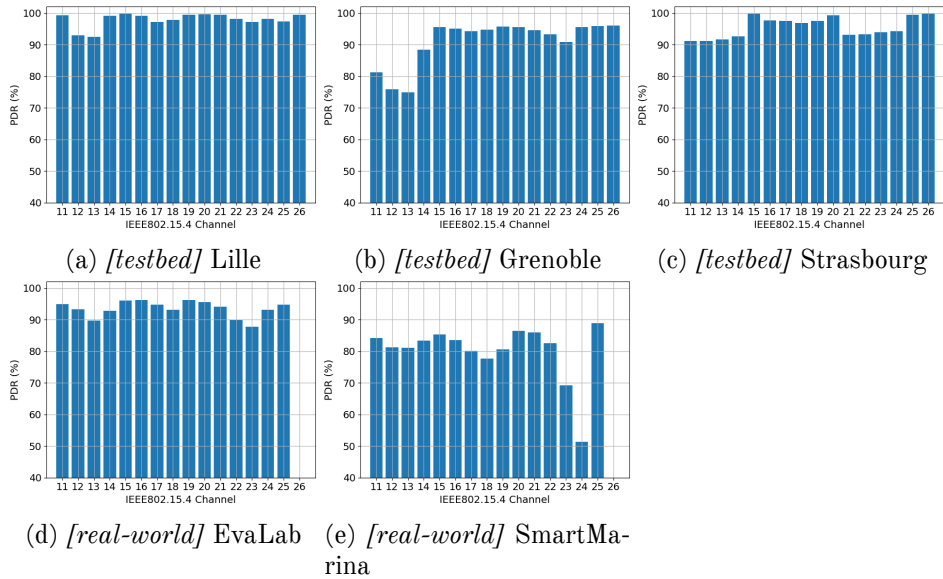 100
90
80
70
60
50
40
PDR (%)
11 12 13 14 15 16 17 18 19 20 21 22 23 24 25 26
IEEE802.15.4 Channel
(a) [testbed] Lille
100
90
80
70
60
50
40
PDR (%)
11 12 13 14 15 16 17 18 19 20 21 22 23 24 25 26
IEEE802.15.4 Channel
(b) [testbed] Grenoble
100
90
80
70
60
50
40
PDR (%)
11 12 13 14 15 16 17 18 19 20 21 22 23 24 25 26
IEEE802.15.4 Channel
(c) [testbed] Strasbourg
100
90
80
70
60
50
40
PDR (%)
11 12 13 14 15 16 17 18 19 20 21 22 23 24 25 26
IEEE802.15.4 Channel
(d) [real-world] EvaLab
100
90
80
70
60
50
40
PDR (%)
11 12 13 14 15 16 17 18 19 20 21 22 23 24 25 26
IEEE802.15.4 Channel
(e) [real-world] SmartMa-
rina